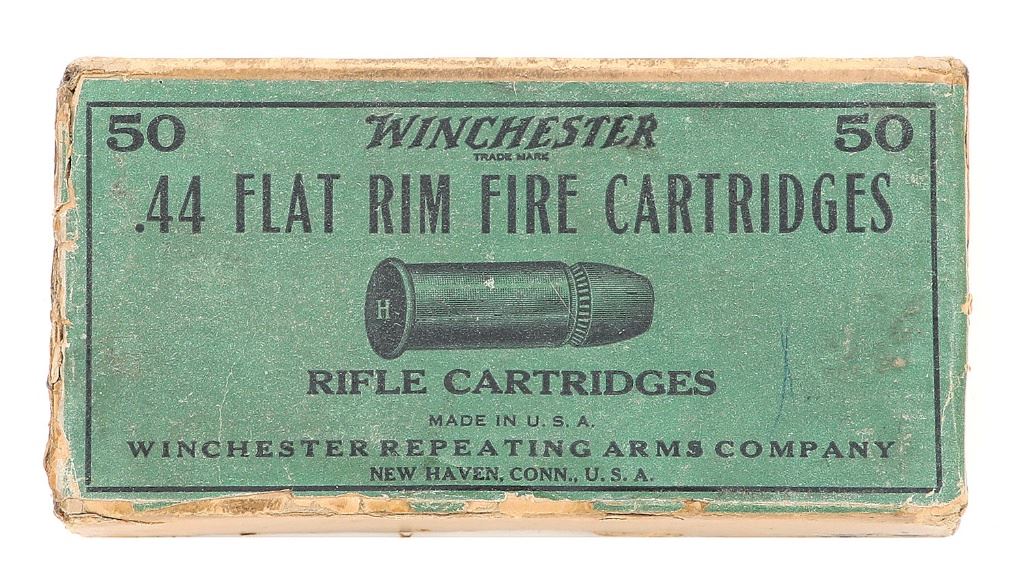 50 WINCHESTER 50
TRADE MARK
.44 FLAT RIM FIRE CARTRIDGES
H
RIFLE CARTRIDGES
MADE IN U. S. A.
WINCHESTER REPEATING ARMS COMPANY
NEW HAVEN, CONN., U. S. A.